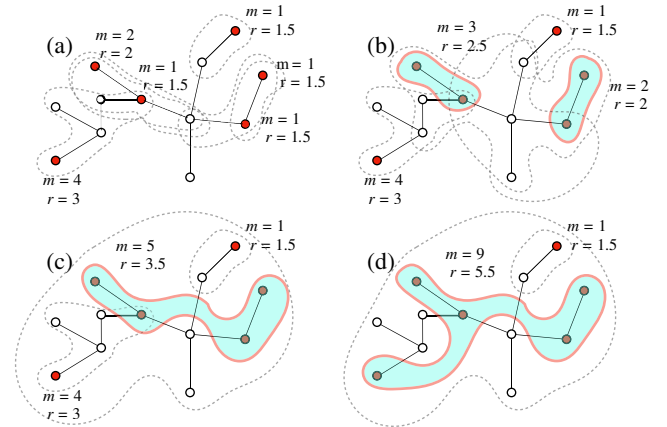 (a)
m = 2
r = 2
m = 1
r = 1.5
m = 1
r = 1.5
m = 1
r = 1.5
m = 1
r = 1.5
m = 4
r = 3
(b)
m = 3
r = 2.5
m = 1
r = 1.5
m = 2
r = 2
m = 4
r = 3
(c)
m = 5
r = 3.5
m = 1
r = 1.5
m = 4
r = 3
(d)
m = 9
r = 5.5
m = 1
r = 1.5